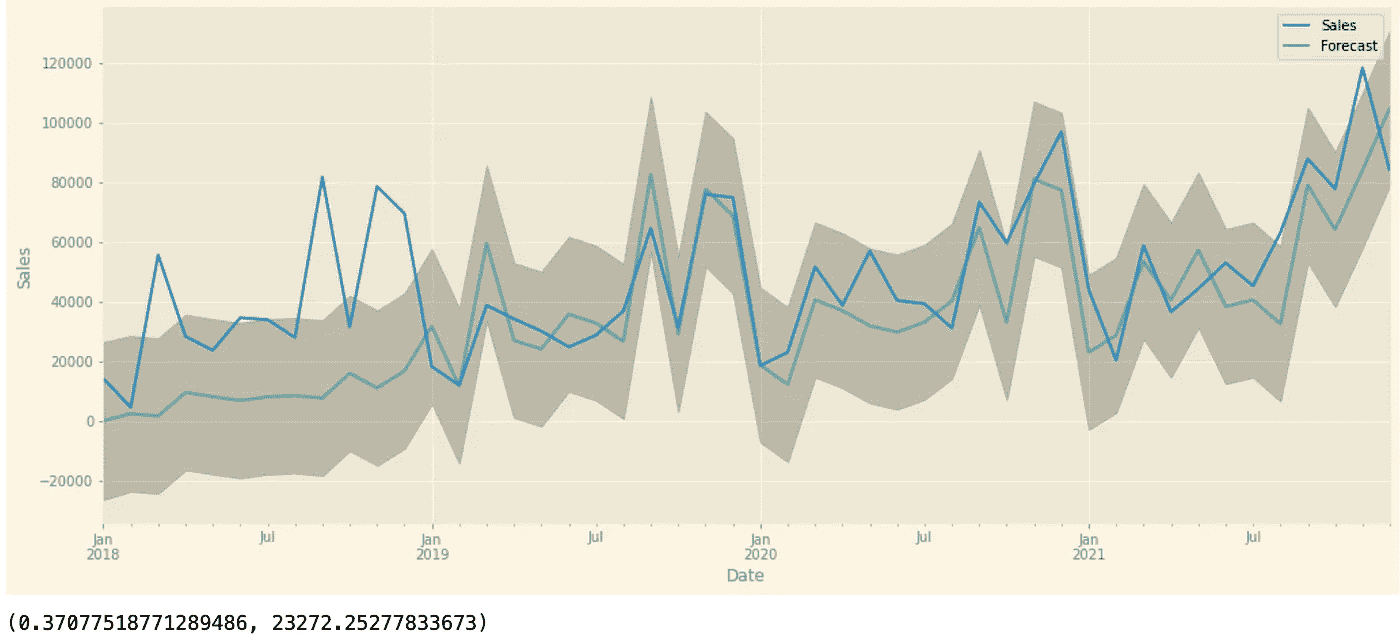 Sales
Forecast
120000
100000
80000
60000
40000
20000
0
−20000
Sales
Jan
2018
Jul
Jan
2019
Jul
Jan
2020
Jul
Jan
2021
Jul
Date
(0.37077518771289486, 23272.25277833673)